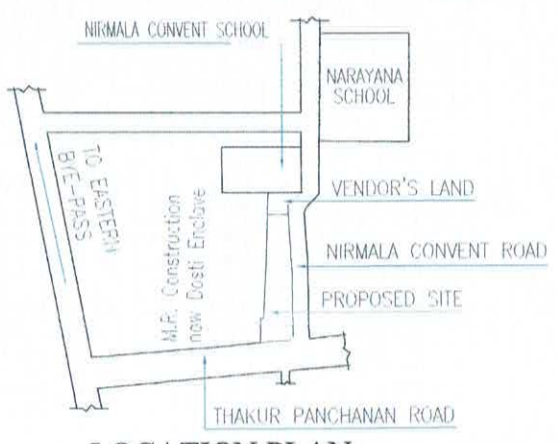 NIRMALA CONVENT SCHOOL
NARAYANA
SCHOOL
TO EASTERN
BYE-PASS
M.R. Construction
now Dosti Enclave
VENDOR'S LAND
NIRMALA CONVENT ROAD
PROPOSED SITE
THAKUR PANCHANAN ROAD
LOCATION PLAN